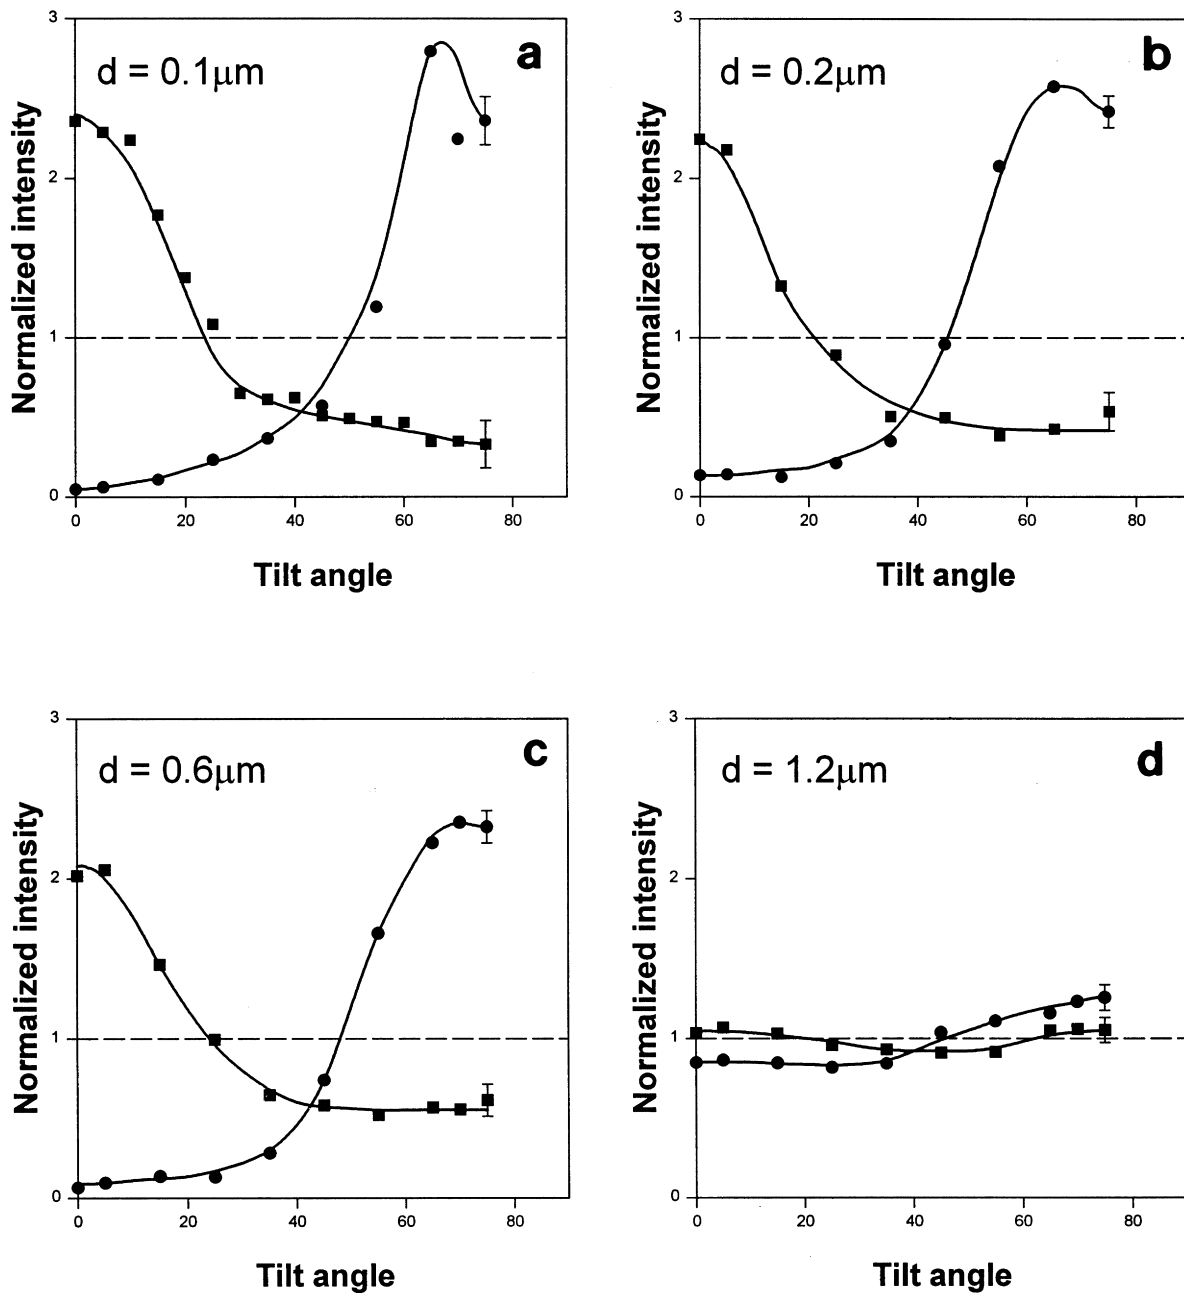 a
d = 0.1μm
3
2
1
0
Normalized intensity
0 20 40 60 80
Tilt angle
b
d = 0.2μm
3
2
1
0
Normalized intensity
0 20 40 60 80
Tilt angle
c
d = 0.6μm
3
2
1
0
Normalized intensity
0 20 40 60 80
Tilt angle
d
d = 1.2μm
3
2
1
0
Normalized intensity
0 20 40 60 80
Tilt angle